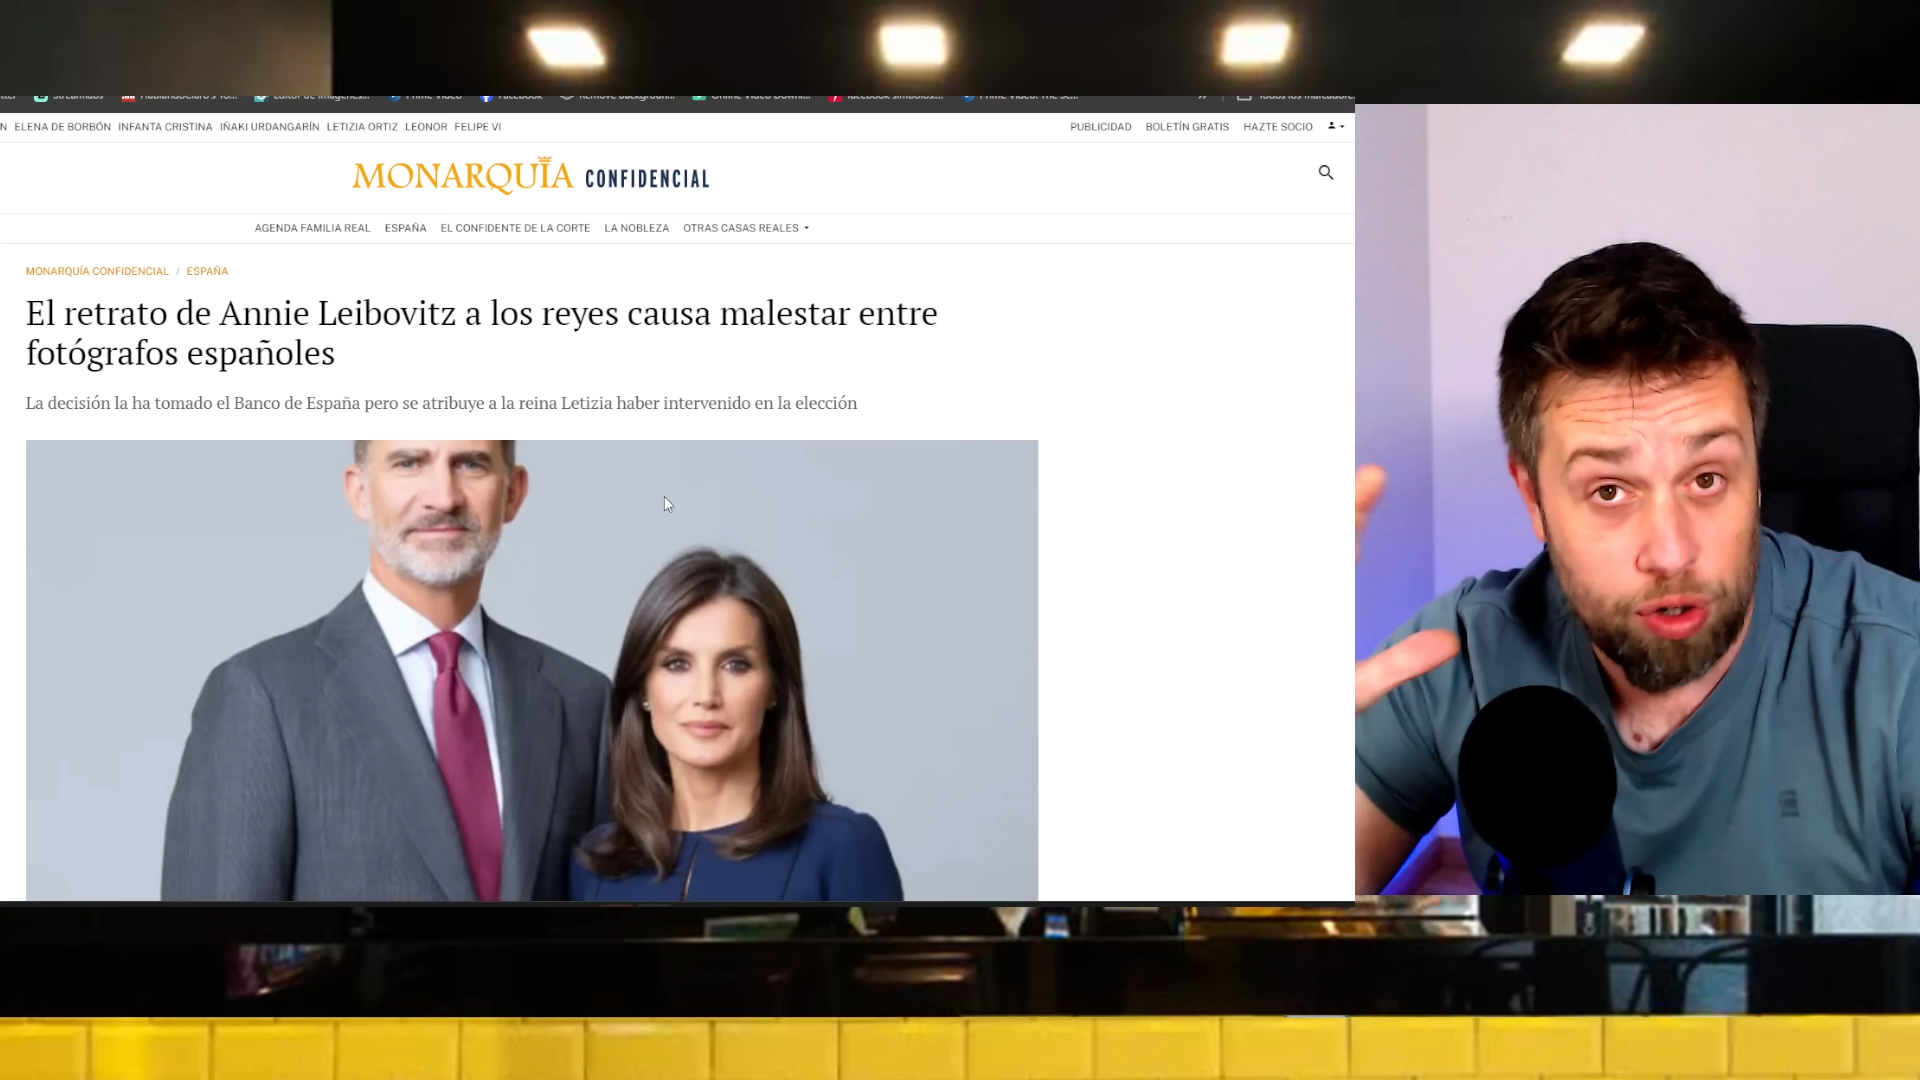 Prime Video
Facebook
ELENA DE BORBÓN INFANTA CRISTINA IÑAKI URDANGARÍN LETIZIA ORTIZ LEONOR FELIPE VI
PUBLICIDAD BOLETÍN GRATIS HAZTE SOCIO
MONARQUÍA CONFIDENCIAL
AGENDA FAMILIA REAL ESPAÑA EL CONFIDENTE DE LA CORTE LA NOBLEZA OTRAS CASAS REALES
MONARQUÍA CONFIDENCIAL / ESPAÑA
El retrato de Annie Leibovitz a los reyes causa malestar entre
fotógrafos españoles
La decisión la ha tomado el Banco de España pero se atribuye a la reina Letizia haber intervenido en la elección